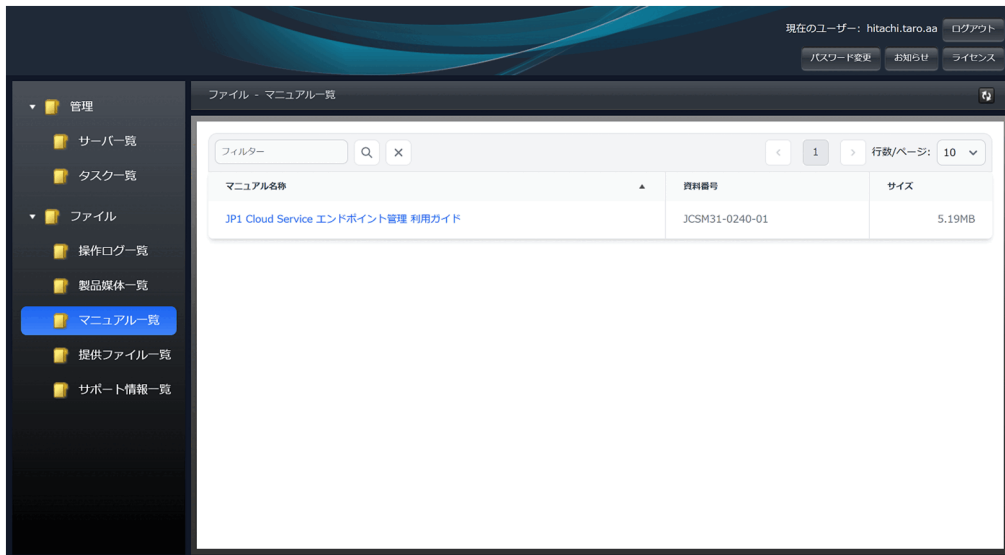 現在のユーザー: hitachi.taro.aa ログアウト
パスワード変更 お知らせ ライセンス
管理
サーバ一覧
タスク一覧
ファイル
操作ログ一覧
製品媒体一覧
マニュアル一覧
提供ファイル一覧
サポート情報一覧
ファイル - マニュアル一覧
フィルター 1 行数/ページ: 10
マニュアル名称 資料番号 サイズ
JP1 Cloud Service エンドポイント管理 利用ガイド JCSM31-0240-01 5.19MB